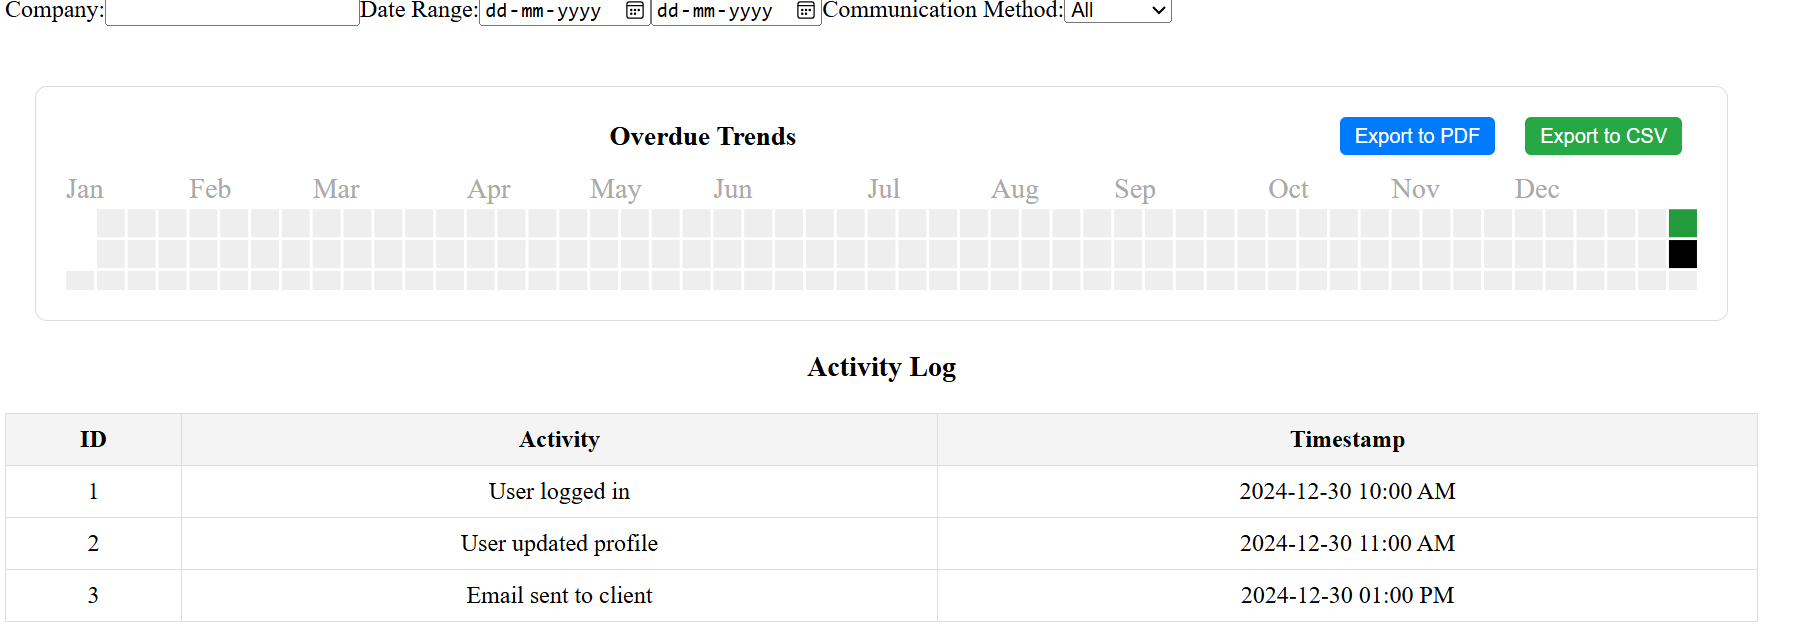 Company: Date Range: dd-mm-yyyy dd-mm-yyyy Communication Method: All
Overdue Trends Export to PDF Export to CSV
Jan Feb Mar Apr May Jun Jul Aug Sep Oct Nov Dec
Activity Log
ID Activity Timestamp
1 User logged in 2024-12-30 10:00 AM
2 User updated profile 2024-12-30 11:00 AM
3 Email sent to client 2024-12-30 01:00 PM